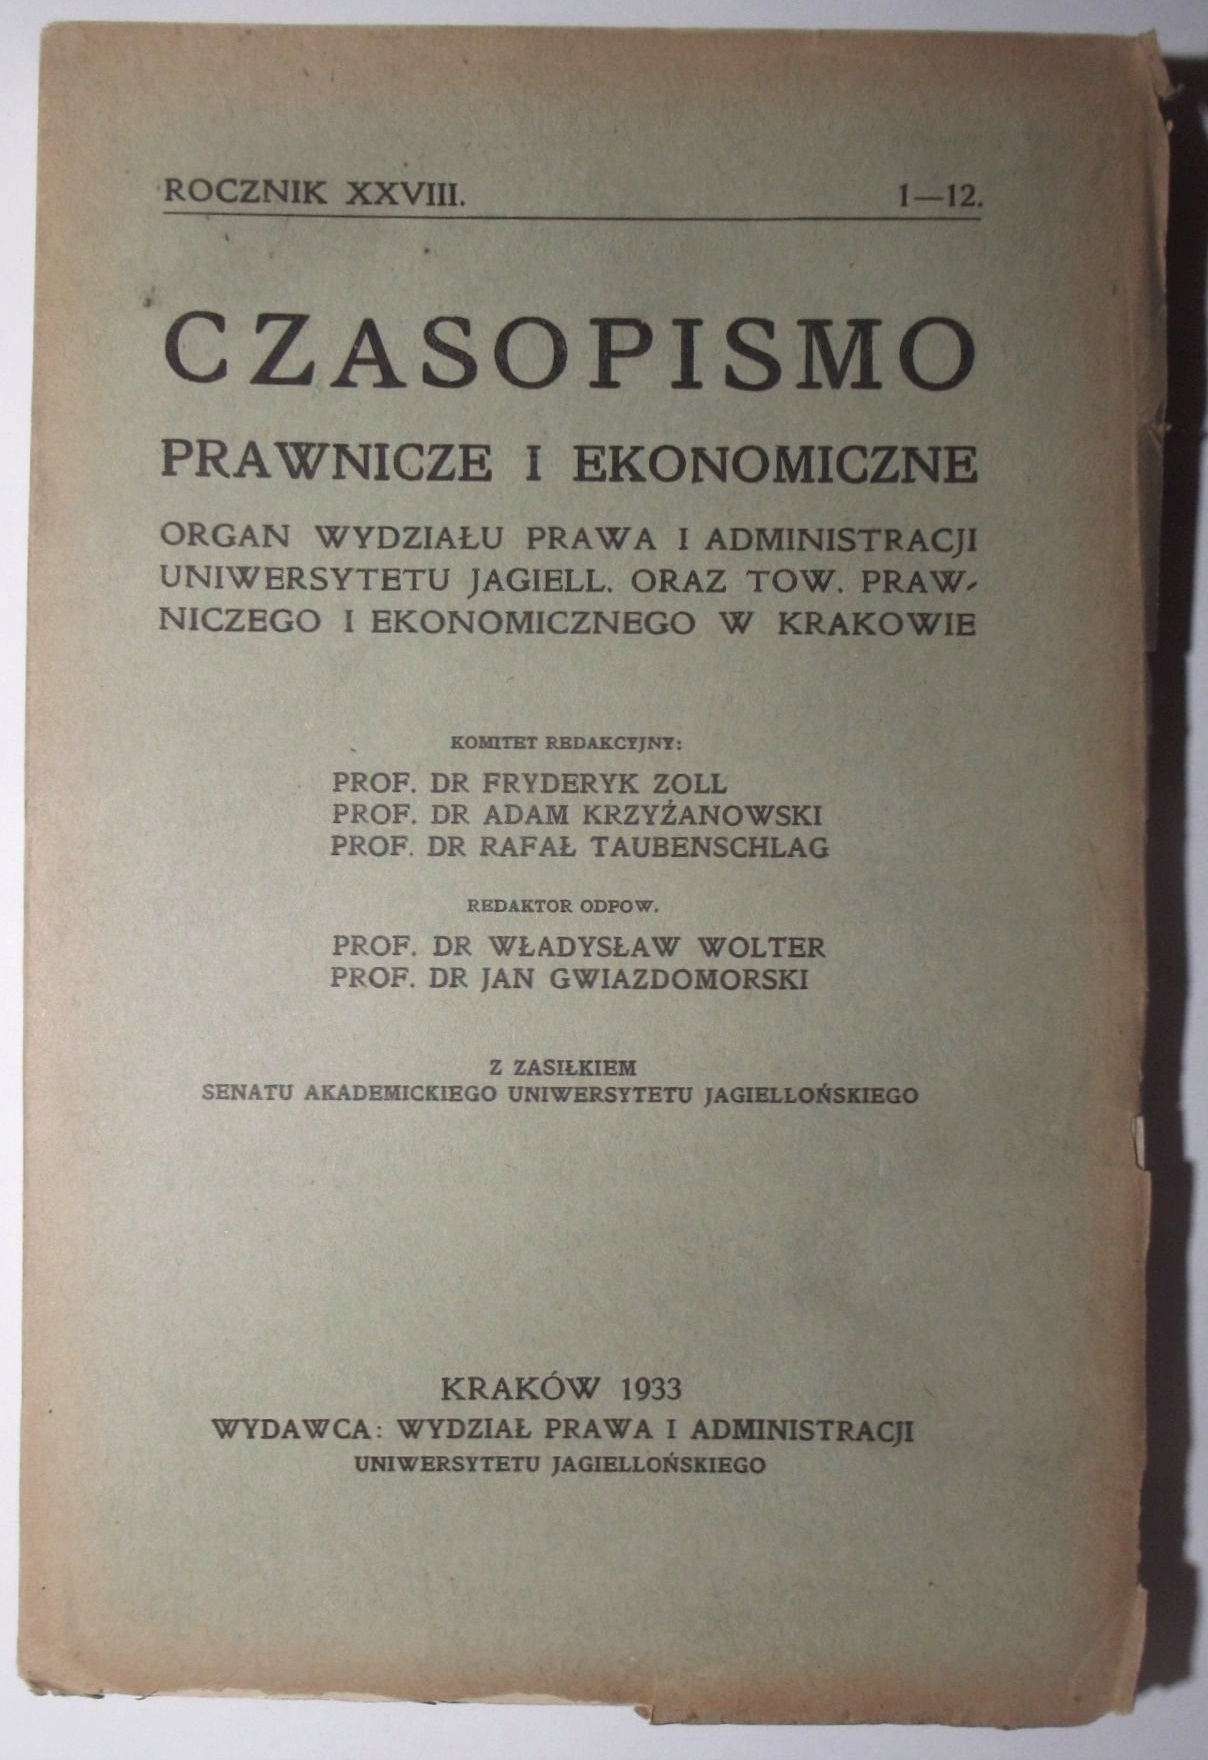 ROCZNIK XXVIII. 1—12.
CZASOPISMO
PRAWNICZE I EKONOMICZNE
ORGAN WYDZIAŁU PRAWA I ADMINISTRACJI
UNIWERSYTETU JAGIELL. ORAZ TOW. PRAW-
NICZEGO I EKONOMICZNEGO W KRAKOWIE
KOMITET REDAKCYJNY:
PROF. DR FRYDERYK ZOLL
PROF. DR ADAM KRZYŻANOWSKI
PROF. DR RAFAŁ TAUBENSCHLAG
REDAKTOR ODPOW.
PROF. DR WŁADYSŁAW WOLTER
PROF. DR JAN GWIAZDOMORSKI
Z ZASIŁKIEM
SENATU AKADEMICKIEGO UNIWERSYTETU JAGIELLOŃSKIEGO
KRAKÓW 1933
WYDAWCA: WYDZIAŁ PRAWA I ADMINISTRACJI
UNIWERSYTETU JAGIELLOŃSKIEGO